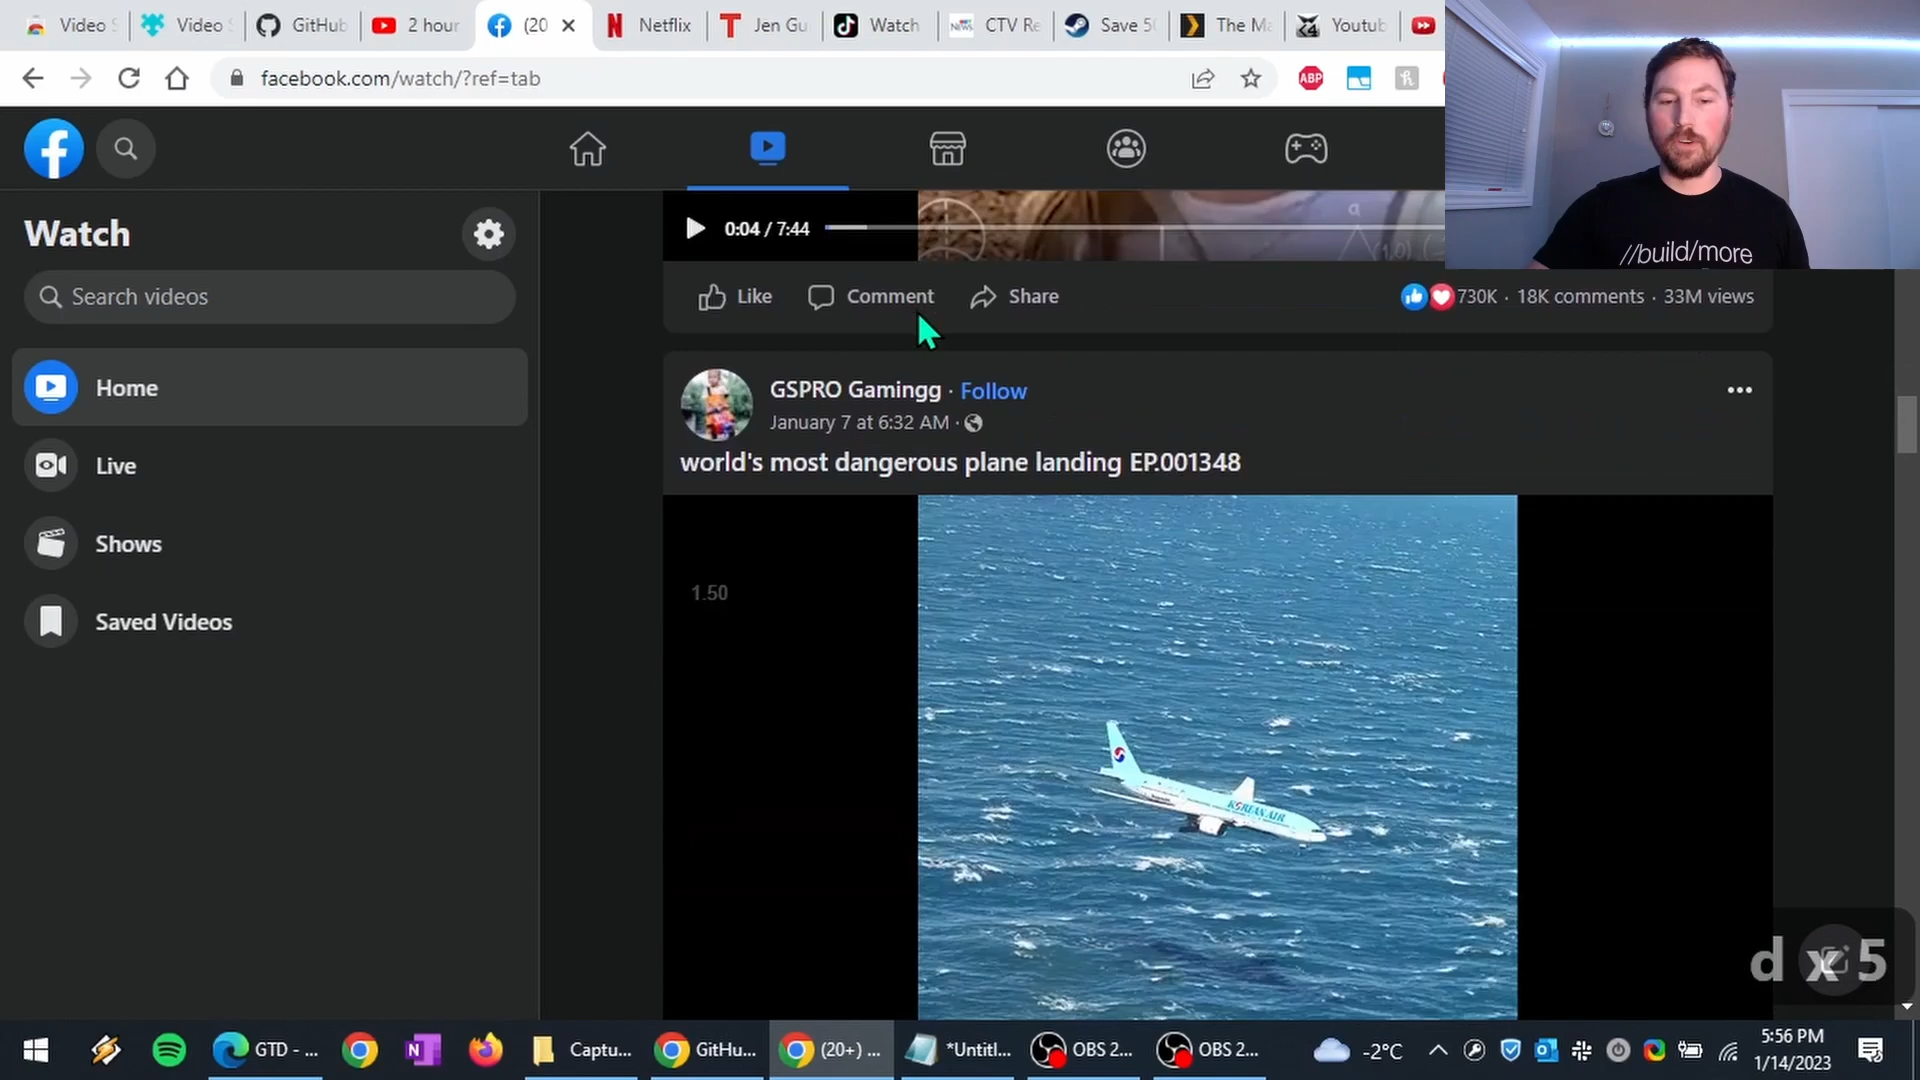 Video S
Video S
GitHub
2 hour
(20
Netflix
Jen Gu
Watch
CTV Re
Save 50
The Ma
Youtub
facebook.com/watch/?ref=tab
ABP
//build/more
Watch
Search videos
Home
Live
Shows
Saved Videos
0:04 / 7:44
Like
Comment
Share
730K · 18K comments · 33M views
GSPRO Gamingg · Follow
January 7 at 6:32 AM ·
world's most dangerous plane landing EP.001348
1.50
KOREAN AIR
d x 5
GTD - ...
Captu...
GitHu...
(20+) ...
*Untitl...
OBS 2...
OBS 2...
-2°C
5:56 PM
1/14/2023